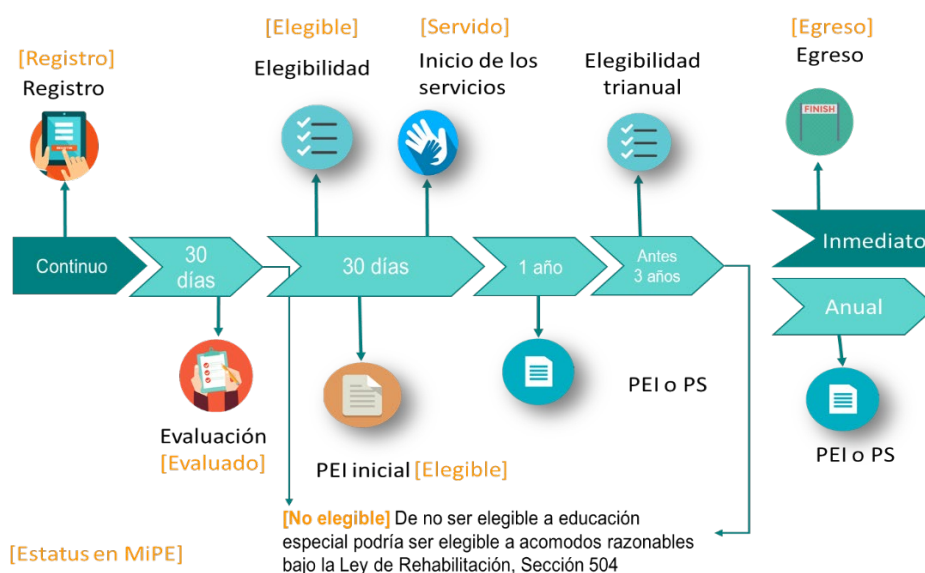 [Registro]
Registro
[Elegible]
Elegibilidad
[Servido]
Inicio de los
servicios
Elegibilidad
trianual
[Egreso]
Egreso
FINISH
Continuo
30
días
30 días
1 año
Antes
3 años
Inmediato
Anual
Evaluación
[Evaluado]
PEI inicial [Elegible]
PEI o PS
PEI o PS
[No elegible] De no ser elegible a educación
especial podría ser elegible a acomodos razonables
bajo la Ley de Rehabilitación, Sección 504
[Estatus en MiPE]